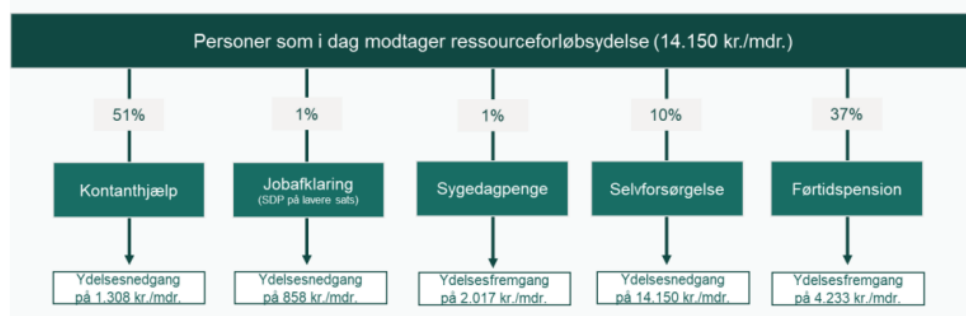 Personer som i dag modtager ressourceforløbsydelse (14.150 kr./mdr.)
51%
1%
1%
10%
37%
Kontanthjælp
Jobafklaring
(SDP på lavere sats)
Sygedagpenge
Selvforsørgelse
Førtidspension
Ydelsesnedgang
på 1.308 kr./mdr.
Ydelsesnedgang
på 858 kr./mdr.
Ydelsesfremgang
på 2.017 kr./mdr.
Ydelsesnedgang
på 14.150 kr./mdr.
Ydelsesfremgang
på 4.233 kr./mdr.